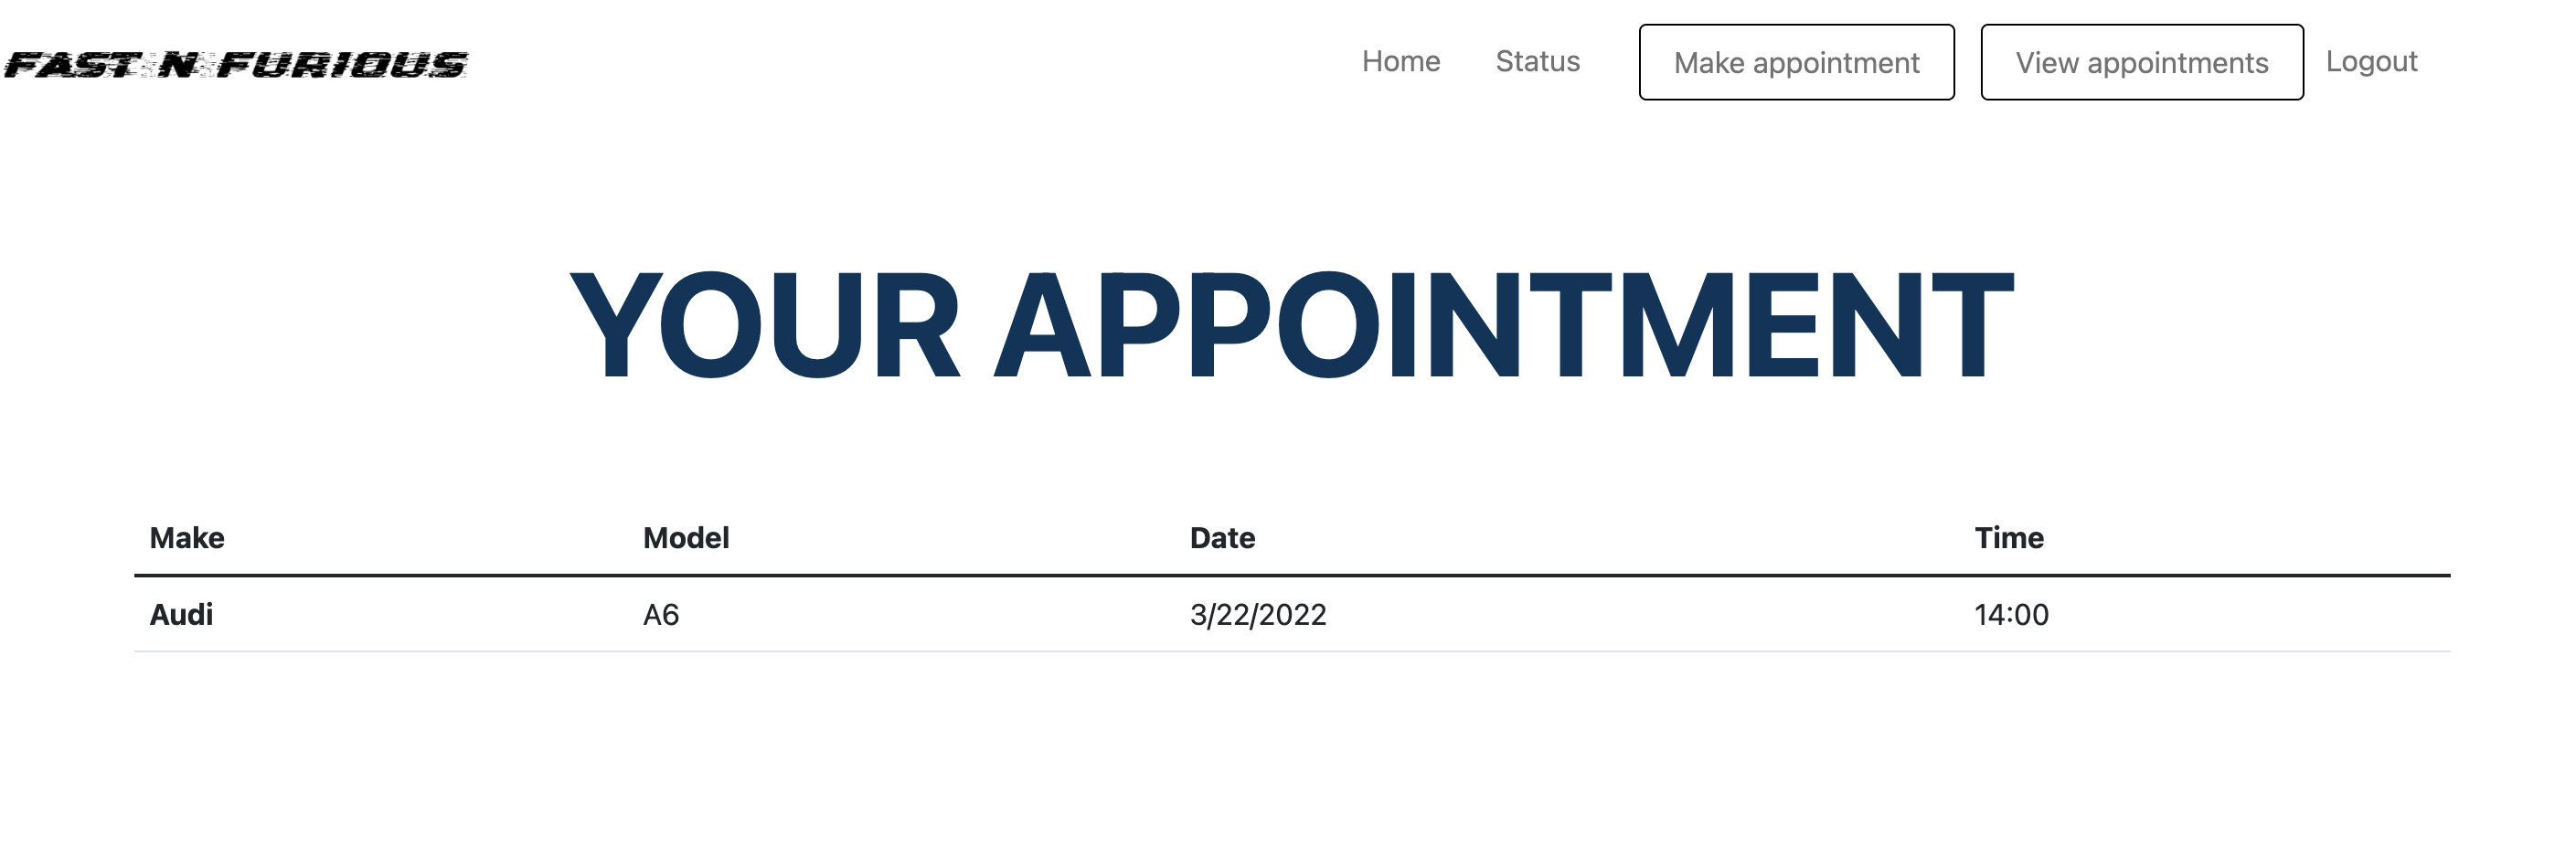 FAST N FURIOUS Home Status Make appointment View appointments Logout
YOUR APPOINTMENT
Make Model Date Time
Audi A6 3/22/2022 14:00